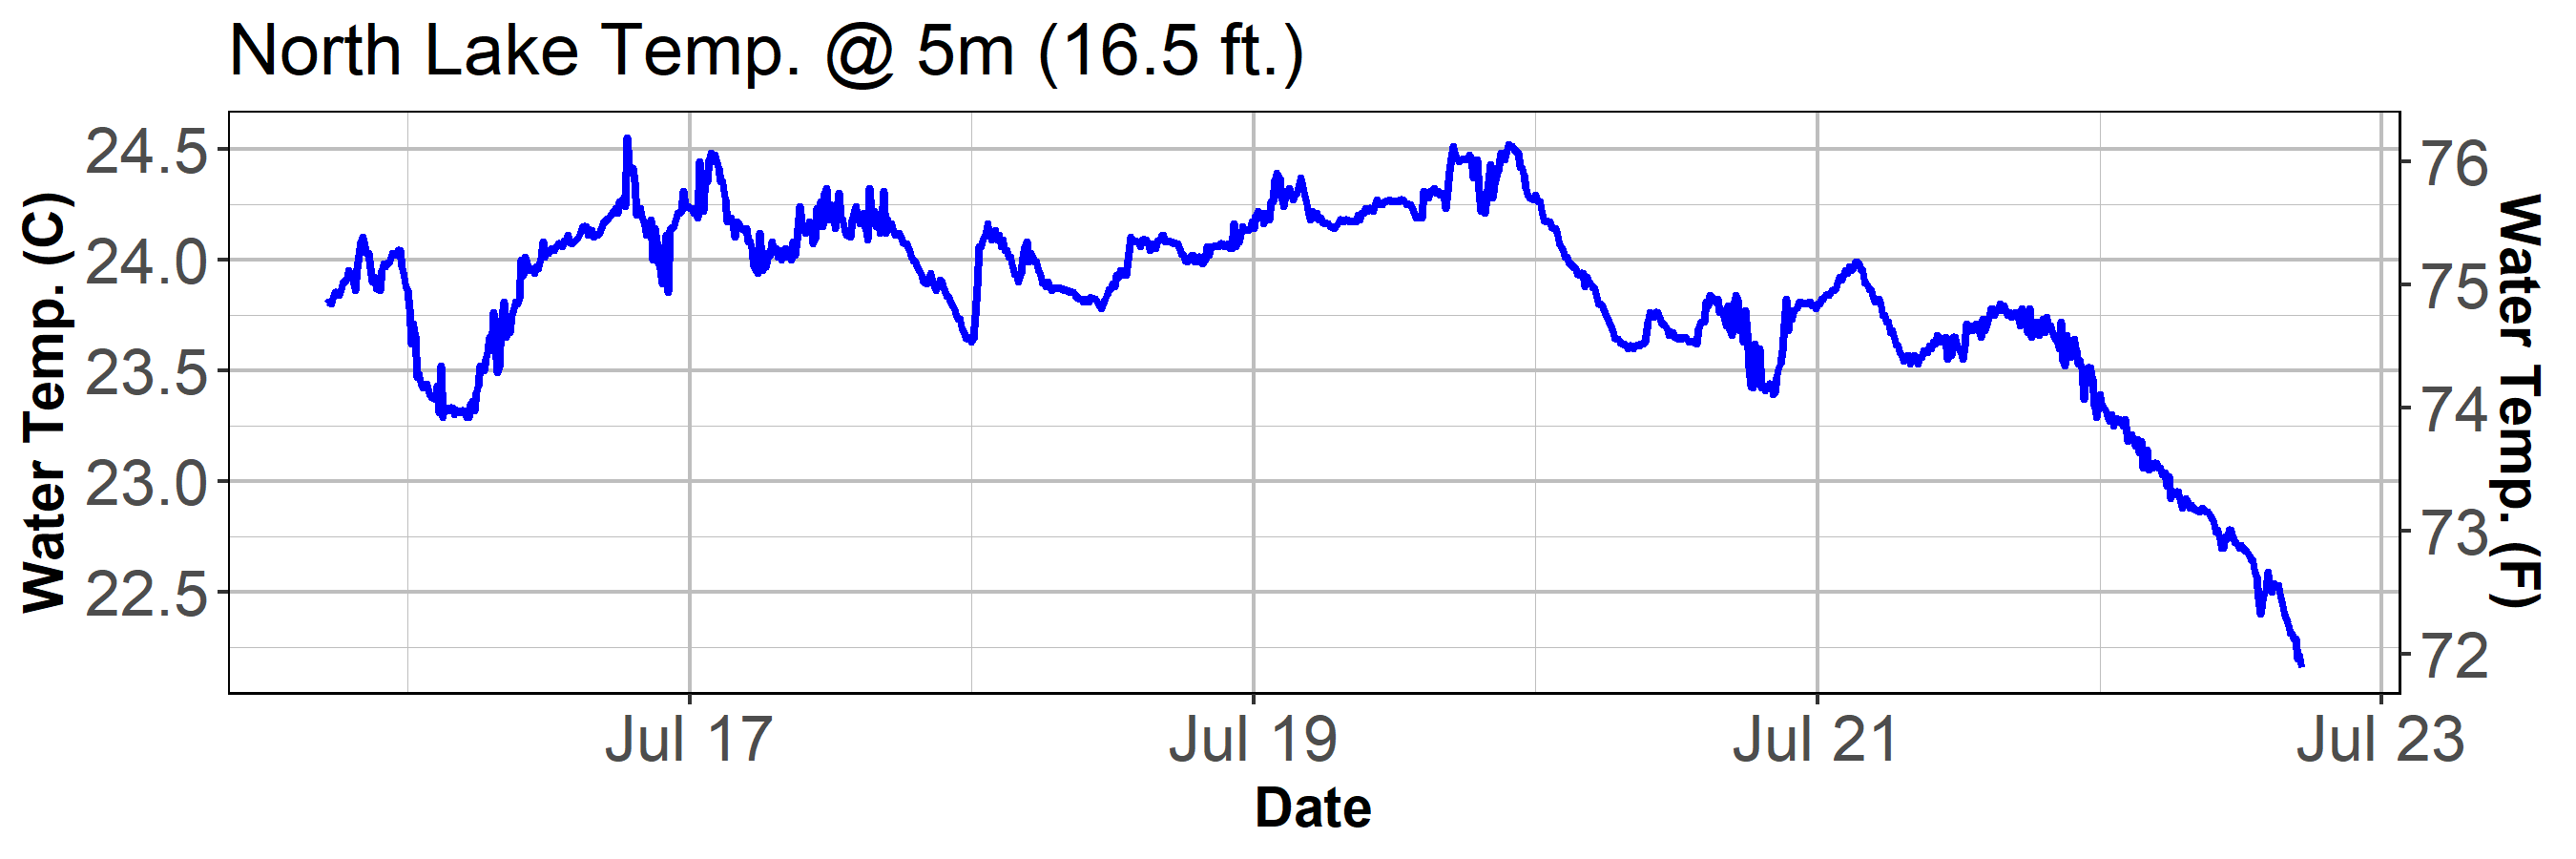 North Lake Temp. @ 5m (16.5 ft.)
Water Temp. (C)
24.5
24.0
23.5
23.0
22.5
76
75
74
73
72
Water Temp. (F)
Jul 17
Jul 19
Jul 21
Jul 23
Date